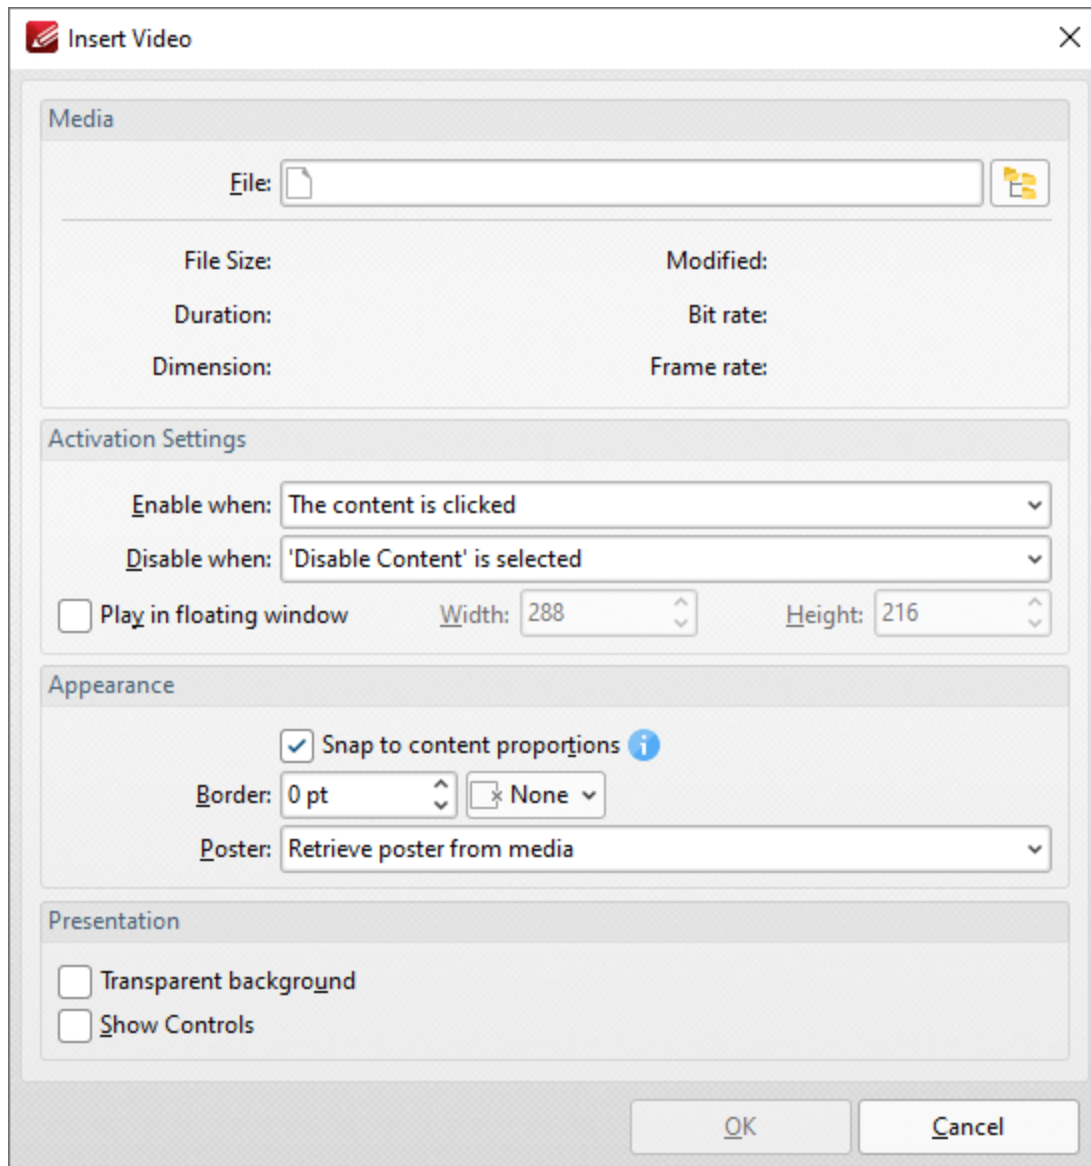 Insert Video
Media
File:
File Size: Modified:
Duration: Bit rate:
Dimension: Frame rate:
Activation Settings
Enable when: The content is clicked
Disable when: 'Disable Content' is selected
Play in floating window Width: 288 Height: 216
Appearance
Snap to content proportions
Border: 0 pt None
Poster: Retrieve poster from media
Presentation
Transparent background
Show Controls
OK Cancel